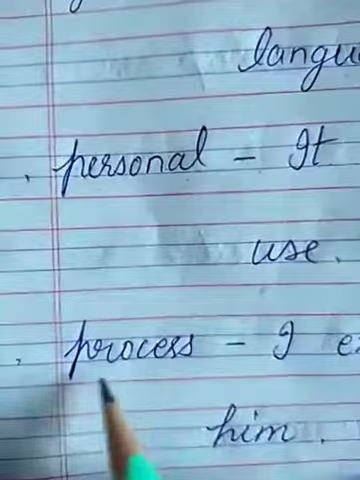 langu
personal - It
use.
process - I e
him.